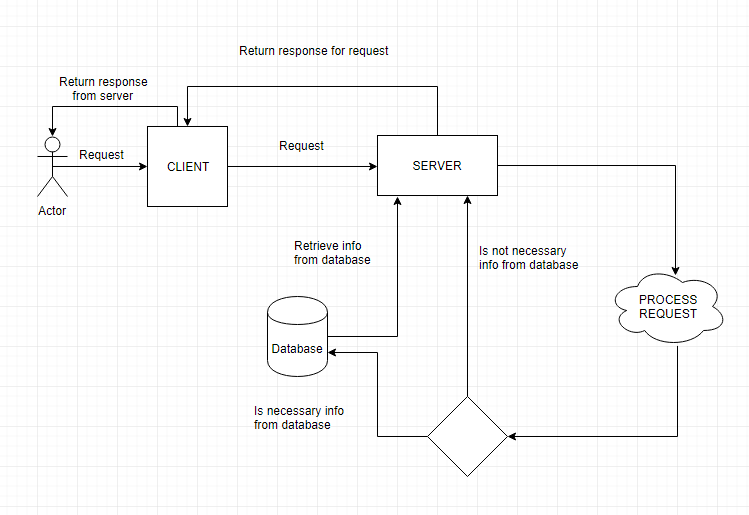 Return response for request
Return response
from server
Request
Request
CLIENT
SERVER
Actor
Retrieve info
from database
Is not necessary
info from database
PROCESS
REQUEST
Database
Is necessary info
from database